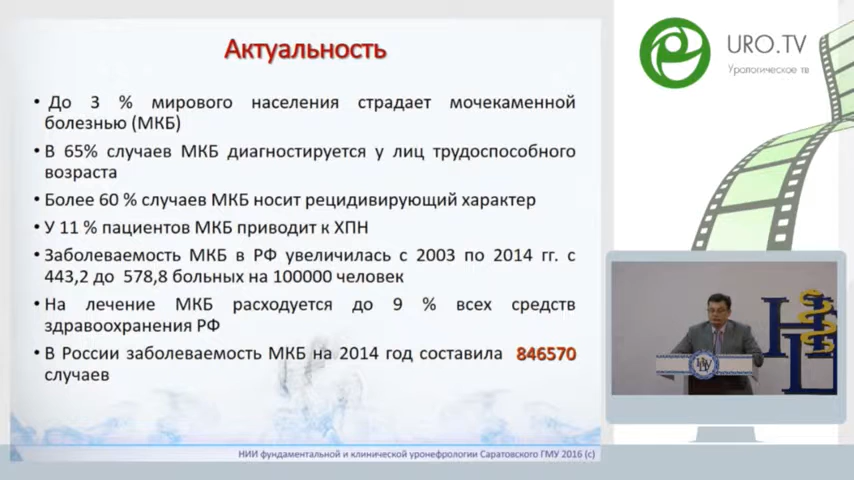 Актуальность
• До 3 % мирового населения страдает мочекаменной
болезнью (МКБ)
• В 65% случаев МКБ диагностируется у лиц трудоспособного
возраста
• Более 60 % случаев МКБ носит рецидивирующий характер
• У 11 % пациентов МКБ приводит к ХПН
• Заболеваемость МКБ в РФ увеличилась с 2003 по 2014 гг. с
443,2 до 578,8 больных на 100000 человек
• На лечение МКБ расходуется до 9 % всех средств
здравоохранения РФ
• В России заболеваемость МКБ на 2014 год составила 846570
случаев
НИИ фундаментальной и клинической уронефрологии Саратовского ГМУ 2016 (с)
URO.TV
Урологическое тв